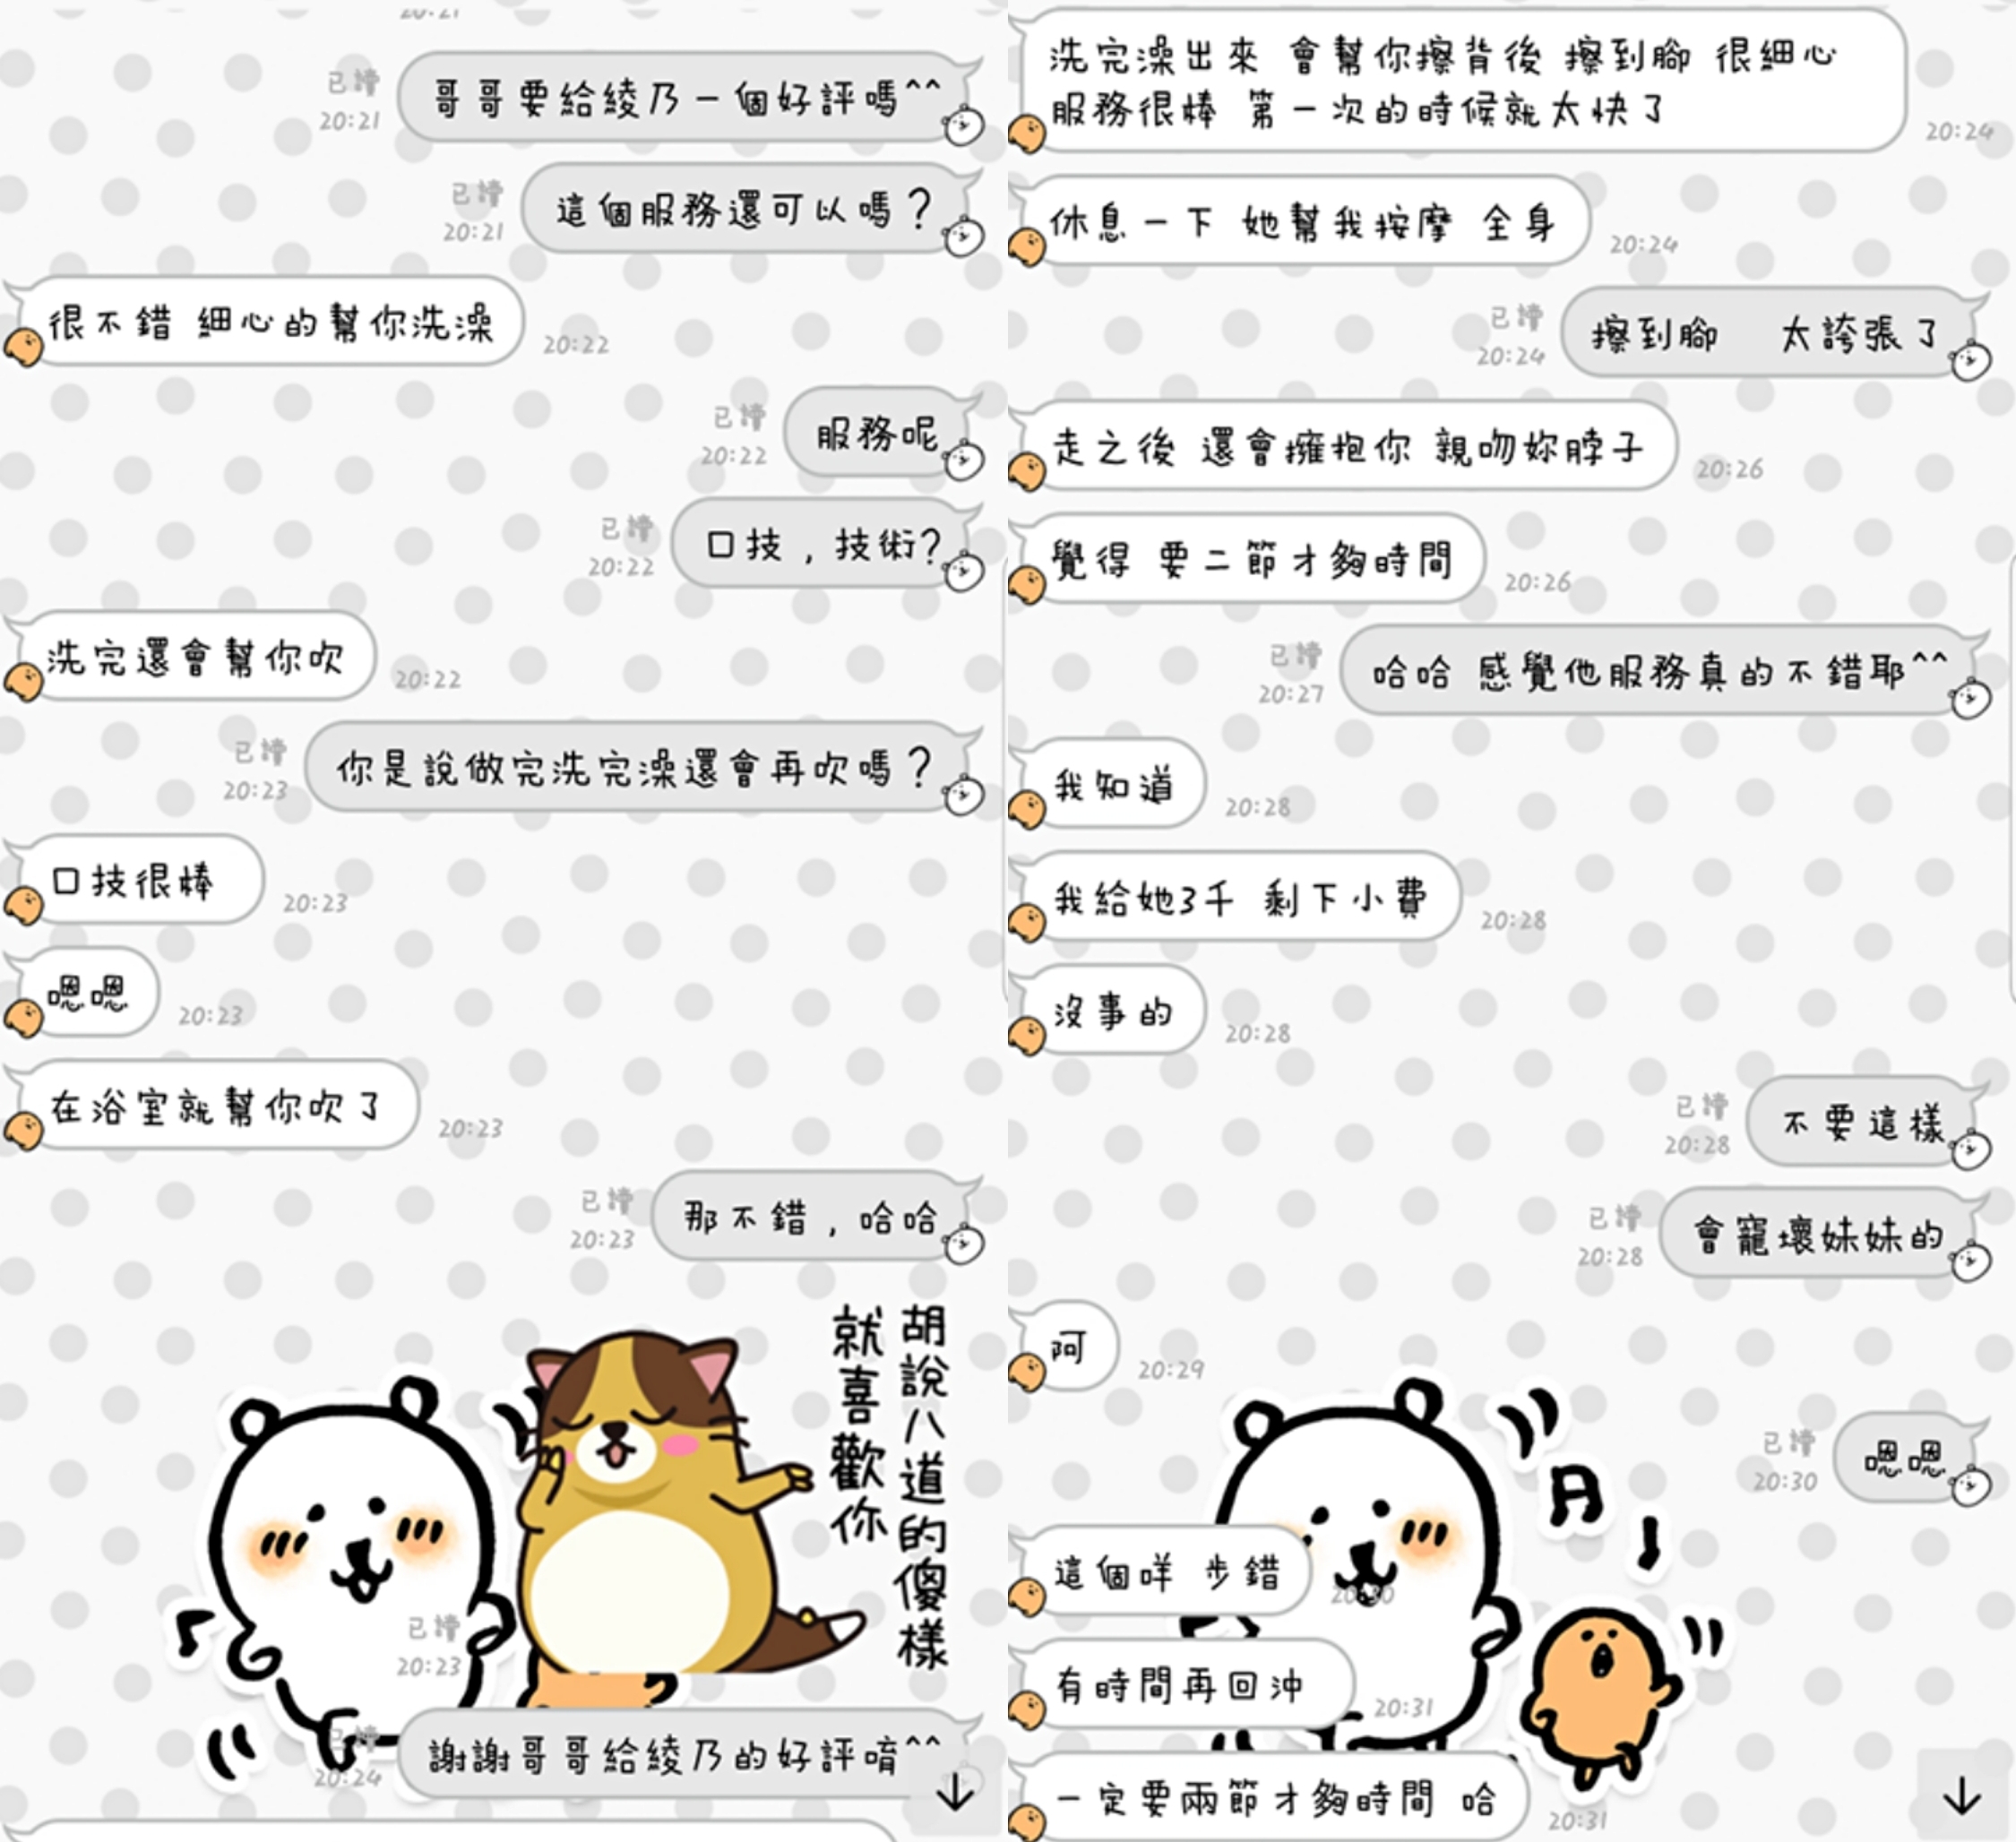 20:21
哥哥要給綾乃一個好評嗎^^
已讀
20:21
這個服務還可以嗎？
已讀
20:21
很不錯 細心的幫你洗澡
20:22
服務呢
已讀
20:22
口技，技術?
已讀
20:22
洗完還會幫你吹
20:22
你是說做完洗完澡還會再吹嗎？
已讀
20:23
口技很棒
20:23
嗯嗯
20:23
在浴室就幫你吹了
20:23
那不錯，哈哈
已讀
20:23
胡說八道的傻樣
就喜歡你
已讀
20:23
謝謝哥哥給綾乃的好評唷^^
已讀
20:24
洗完澡出來 會幫你擦背後 擦到腳 很細心
服務很棒 第一次的時候就太快了
20:24
休息一下 她幫我按摩 全身
20:24
擦到腳 太誇張了
已讀
20:24
走之後 還會擁抱你 親吻妳脖子
20:26
覺得 要二節才夠時間
20:26
哈哈 感覺他服務真的不錯耶^^
已讀
20:27
我知道
20:28
我給她3千 剩下小費
20:28
沒事的
20:28
不要這樣
已讀
20:28
會寵壞妹妹的
已讀
20:28
阿
20:29
嗯嗯
已讀
20:30
這個咩 步錯
20:30
有時間再回沖
20:31
一定要兩節才夠時間 哈
20:31